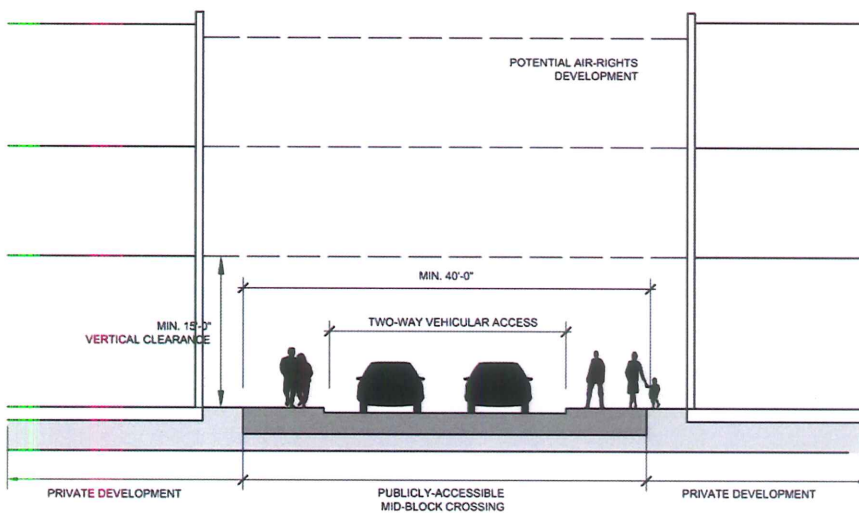 POTENTIAL AIR-RIGHTS
DEVELOPMENT
MIN. 40'-0"
MIN. 15'-0"
VERTICAL CLEARANCE
TWO-WAY VEHICULAR ACCESS
PRIVATE DEVELOPMENT
PUBLICLY-ACCESSIBLE
MID-BLOCK CROSSING
PRIVATE DEVELOPMENT